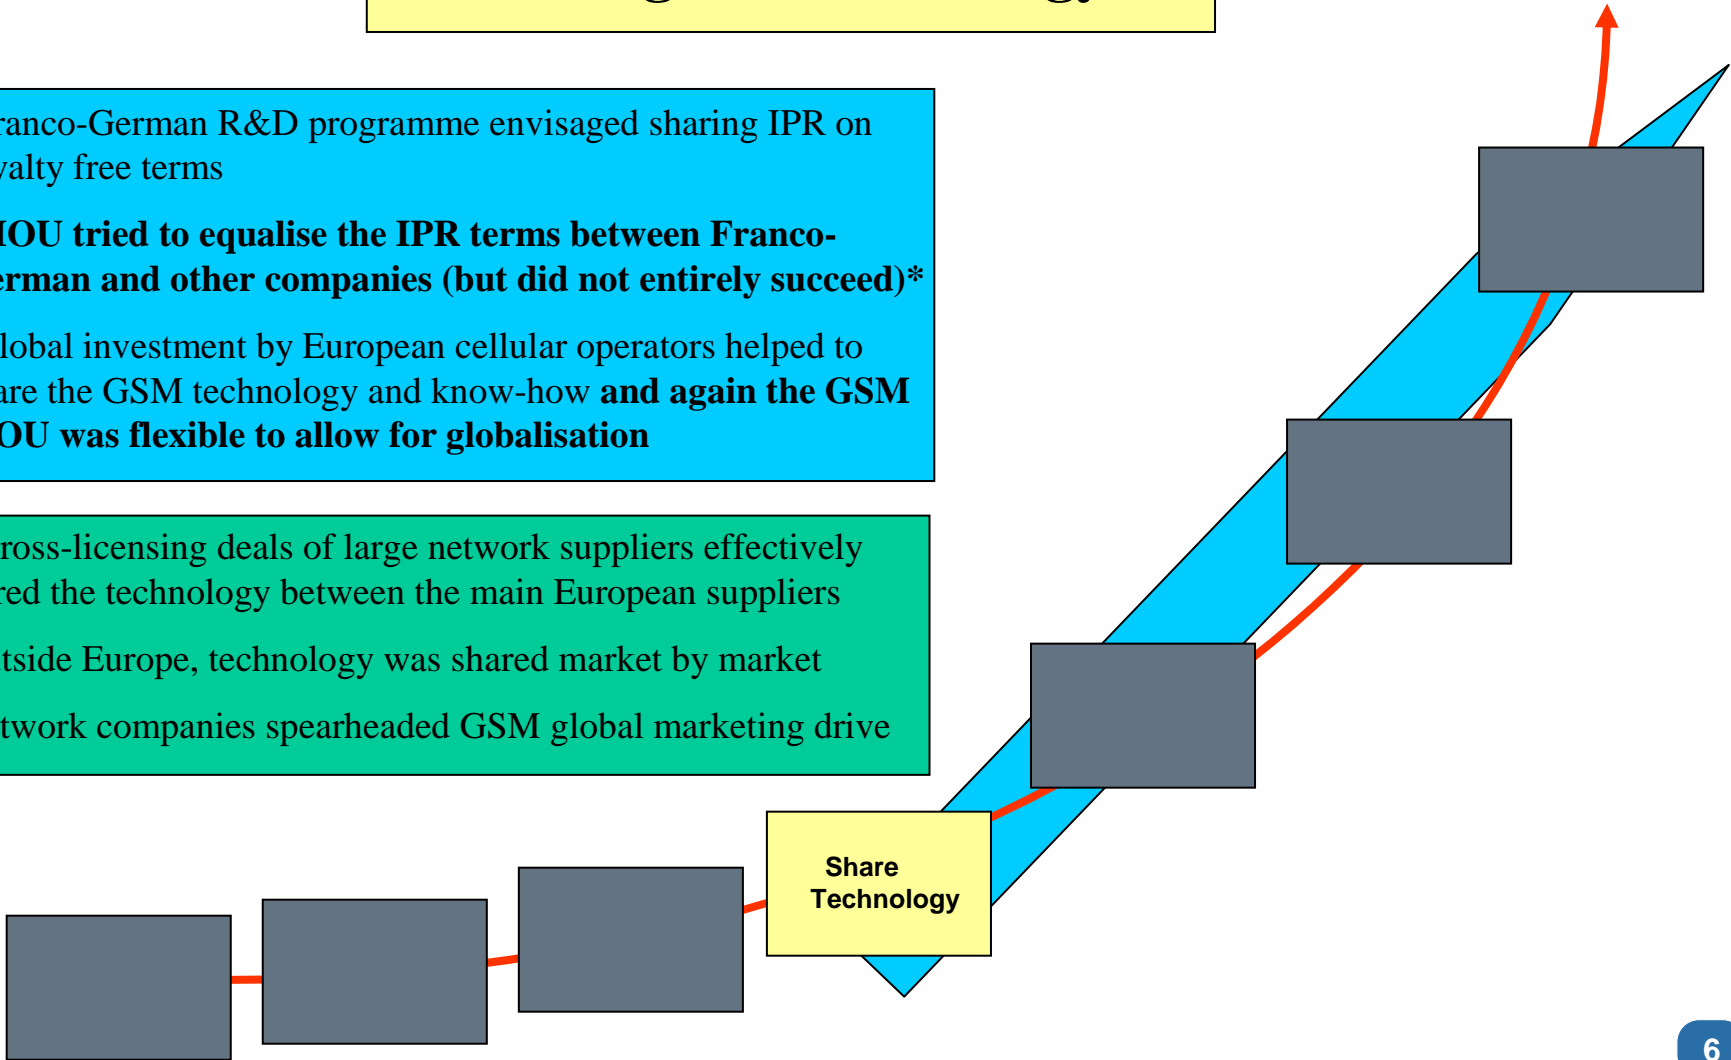 ranco-German R&D programme envisaged sharing IPR on
yalty free terms
IOU tried to equalise the IPR terms between Franco-
erman and other companies (but did not entirely succeed)*
lobal investment by European cellular operators helped to
are the GSM technology and know-how and again the GSM
OU was flexible to allow for globalisation
ross-licensing deals of large network suppliers effectively
red the technology between the main European suppliers
tside Europe, technology was shared market by market
twork companies spearheaded GSM global marketing drive
Share
Technology
6